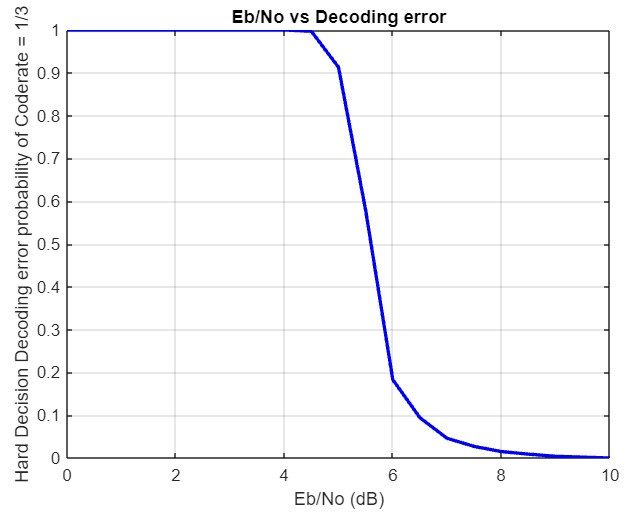 Eb/No vs Decoding error
Hard Decision Decoding error probability of Coderate = 1/3
1
0.9
0.8
0.7
0.6
0.5
0.4
0.3
0.2
0.1
0
0 2 4 6 8 10
Eb/No (dB)